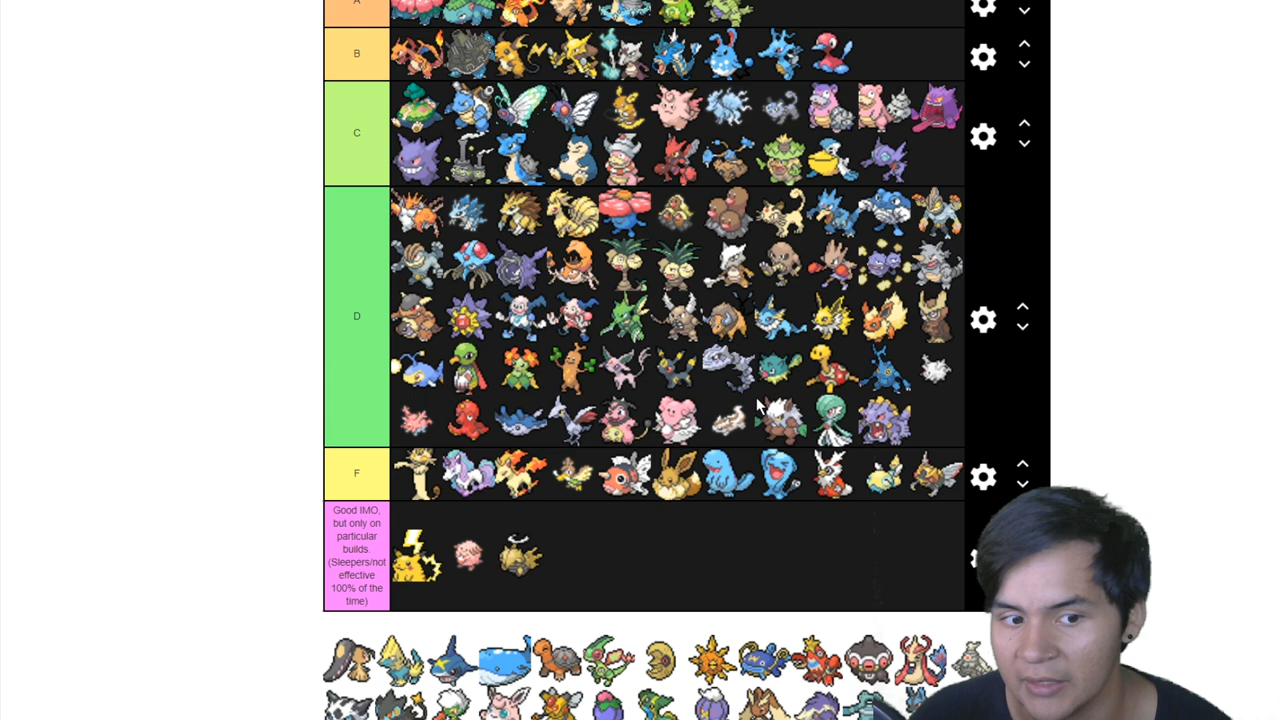 A
B
C
D
F
Good IMO,
but only on
particular
builds.
(Sleepers/not
effective
100% of the
time)